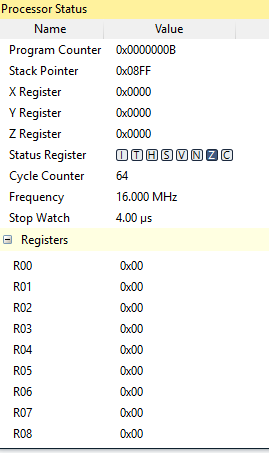 Processor Status
Name Value
Program Counter 0x0000000B
Stack Pointer 0x08FF
X Register 0x0000
Y Register 0x0000
Z Register 0x0000
Status Register I T H S V N Z C
Cycle Counter 64
Frequency 16.000 MHz
Stop Watch 4.00 µs
Registers
R00 0x00
R01 0x00
R02 0x00
R03 0x00
R04 0x00
R05 0x00
R06 0x00
R07 0x00
R08 0x00